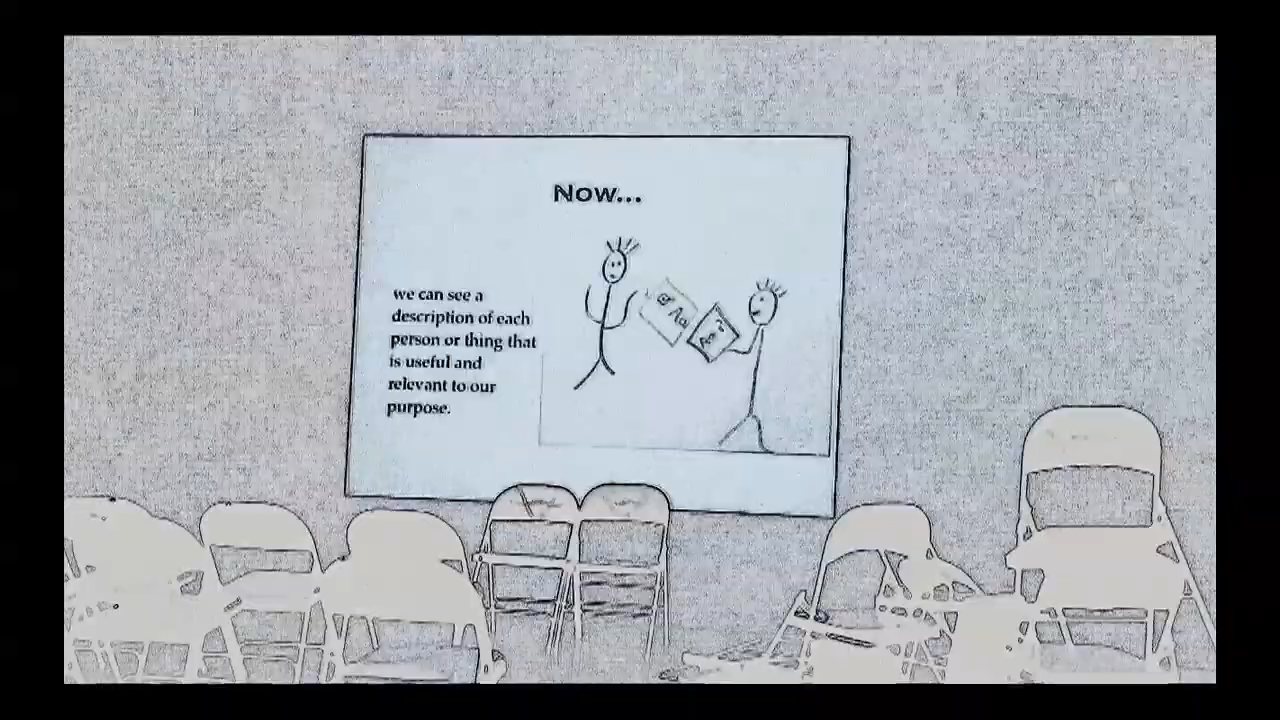 Now...
we can see a
description of each
person or thing that
is useful and
relevant to our
purpose.